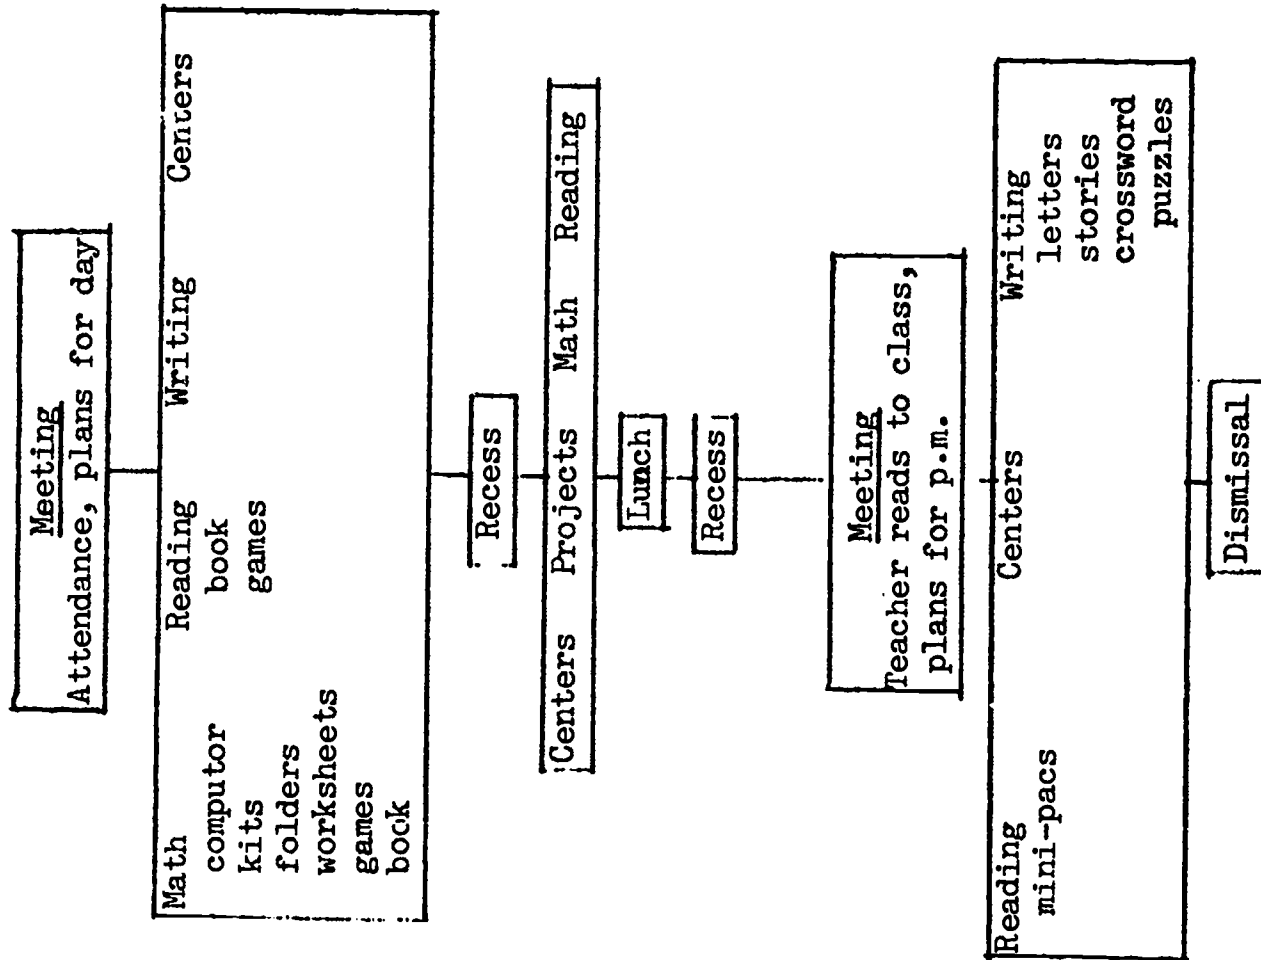 Meeting
Attendance, plans for day
Math Reading Writing Centers
computor book
kits games
folders
worksheets
games
book
Recess
Centers Projects Math Reading
Lunch
Recess
Meeting
Teacher reads to class,
plans for p.m.
Reading Centers Writing
mini-pacs letters
stories
crossword
puzzles
Dismissal